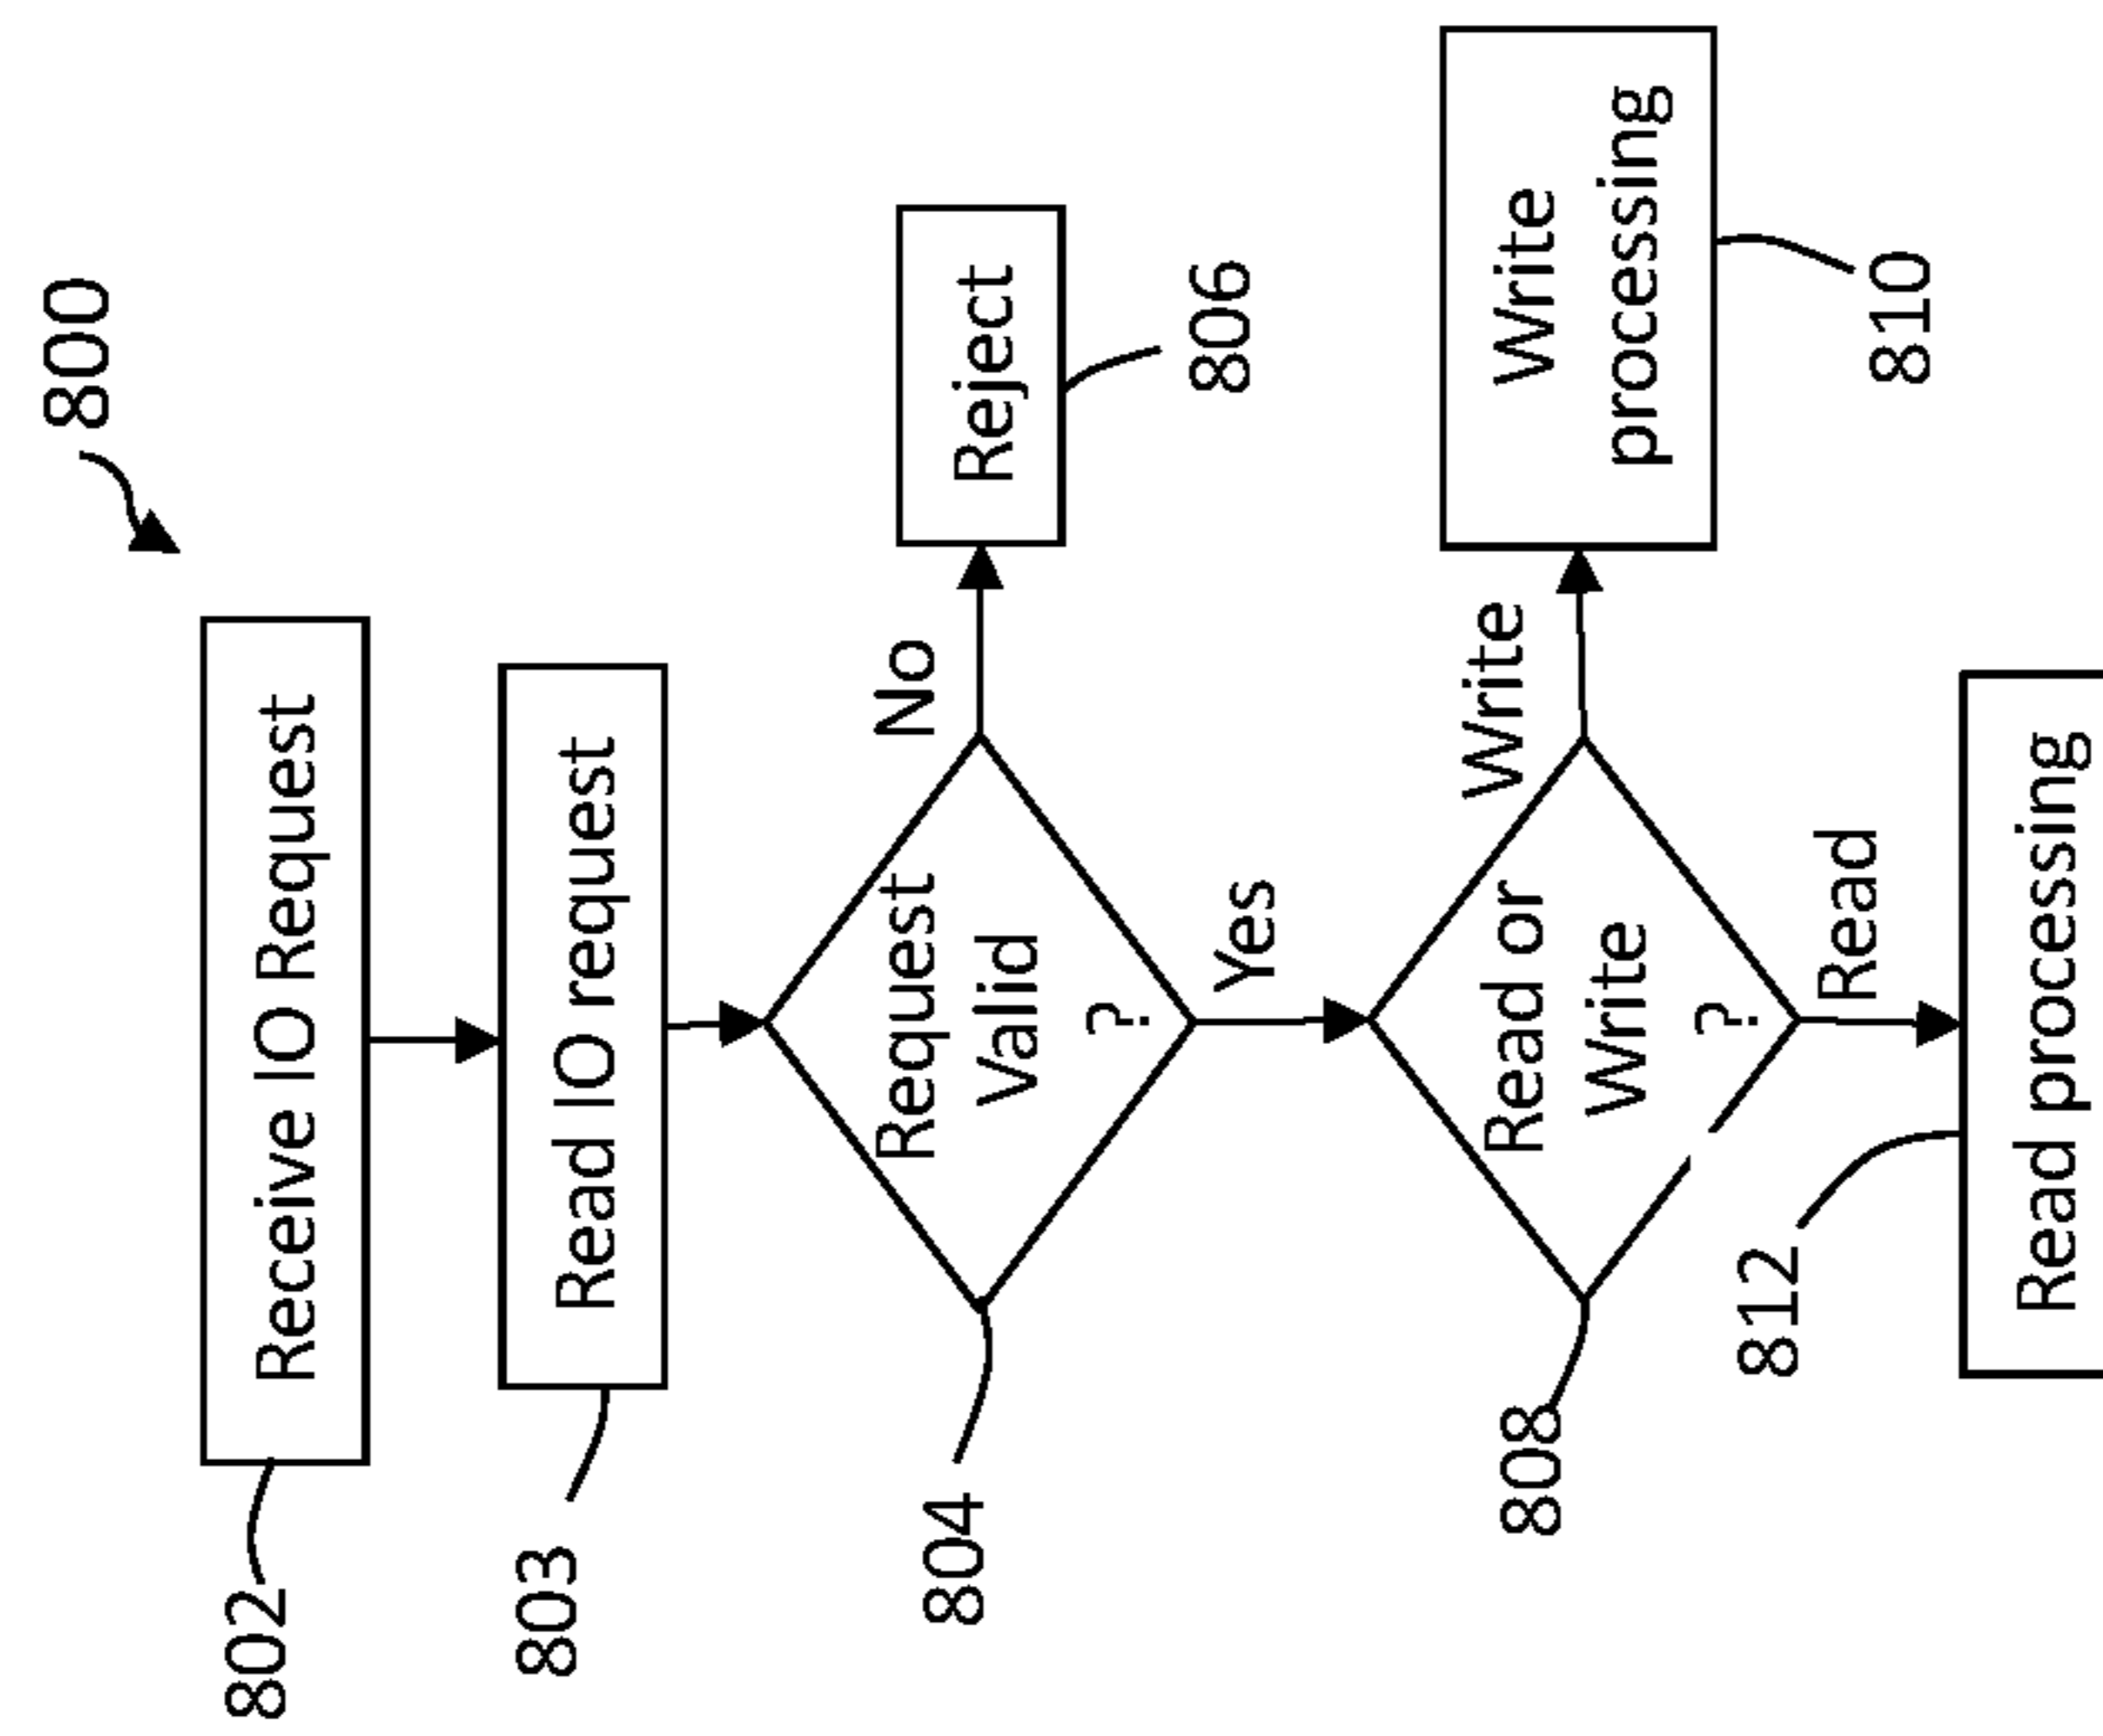 800
802
Receive IO Request
803
Read IO request
804
Request
Valid
?
No
Reject
806
Yes
808
Read or
Write
?
Write
Write
processing
810
Read
812
Read processing